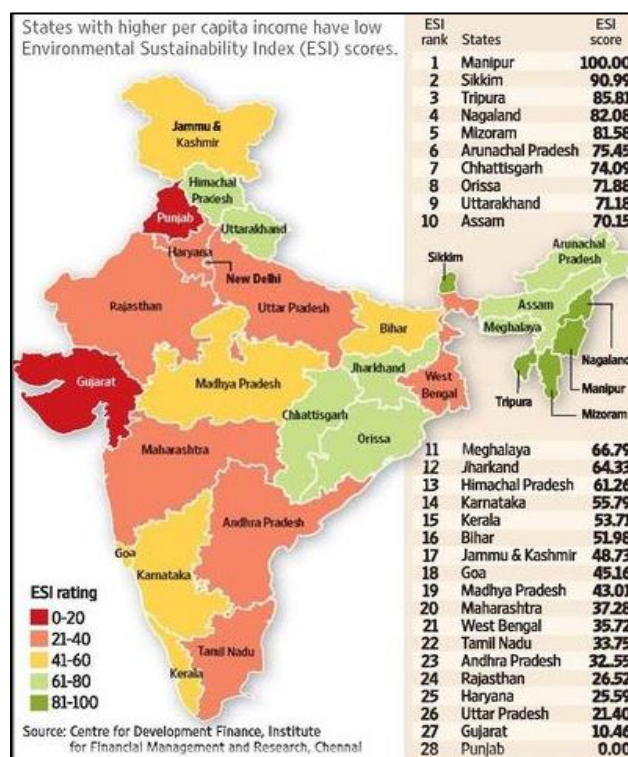 States with higher per capita income have low
Environmental Sustainability Index (ESI) scores.
ESI rank States ESI score
1 Manipur 100.00
2 Sikkim 90.99
3 Tripura 85.81
4 Nagaland 82.08
5 Mizoram 81.58
6 Arunachal Pradesh 75.45
7 Chhattisgarh 74.09
8 Orissa 71.88
9 Uttarakhand 71.18
10 Assam 70.15
Jammu &
Kashmir
Himachal
Pradesh
Punjab
Uttarakhand
Haryana
New Delhi
Rajasthan
Uttar Pradesh
Bihar
Sikkim
Arunachal
Pradesh
Assam
Meghalaya
Nagaland
Manipur
Tripura
Mizoram
Gujarat
Madhya Pradesh
Jharkhand
West
Bengal
Chhattisgarh
Orissa
Maharashtra
Andhra Pradesh
Goa
Karnataka
Tamil Nadu
Kerala
11 Meghalaya 66.79
12 Jharkand 64.33
13 Himachal Pradesh 61.26
14 Karnataka 55.79
15 Kerala 53.71
16 Bihar 51.98
17 Jammu & Kashmir 48.73
18 Goa 45.16
19 Madhya Pradesh 43.01
20 Maharashtra 37.28
21 West Bengal 35.72
22 Tamil Nadu 33.75
23 Andhra Pradesh 32..55
24 Rajasthan 26.52
25 Haryana 25.59
26 Uttar Pradesh 21.40
27 Gujarat 10.46
28 Punjab 0.00
ESI rating
0-20
21-40
41-60
61-80
81-100
Source: Centre for Development Finance, Institute
for Financial Management and Research, Chennai